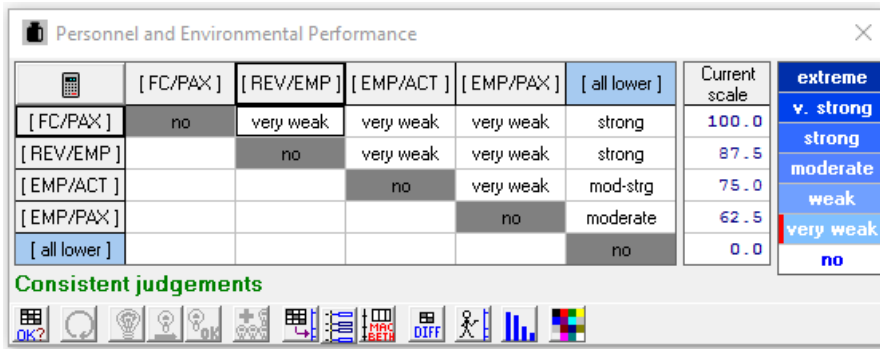 Personnel and Environmental Performance
[ FC/PAX ] [ REV/EMP ] [ EMP/ACT ] [ EMP/PAX ] [ all lower ] Current scale extreme
[ FC/PAX ] no very weak very weak very weak strong 100.0 v. strong
[ REV/EMP ] no very weak very weak strong 87.5 strong
[ EMP/ACT ] no very weak mod-strg 75.0 moderate
[ EMP/PAX ] no moderate 62.5 weak
[ all lower ] no 0.0 very weak
no
Consistent judgements
OK? OK MAC BETH DIFF